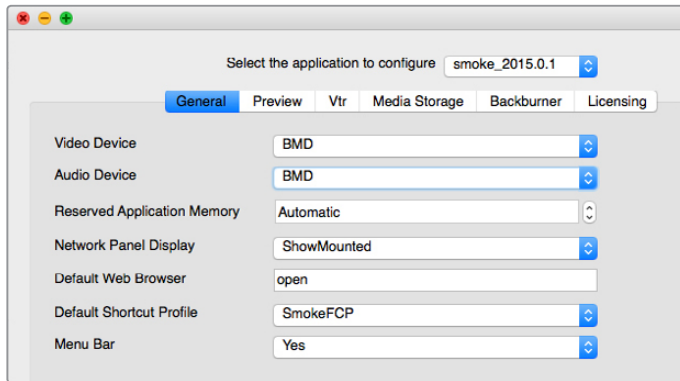 Select the application to configure smoke_2015.0.1
General Preview Vtr Media Storage Backburner Licensing
Video Device BMD
Audio Device BMD
Reserved Application Memory Automatic
Network Panel Display ShowMounted
Default Web Browser open
Default Shortcut Profile SmokeFCP
Menu Bar Yes